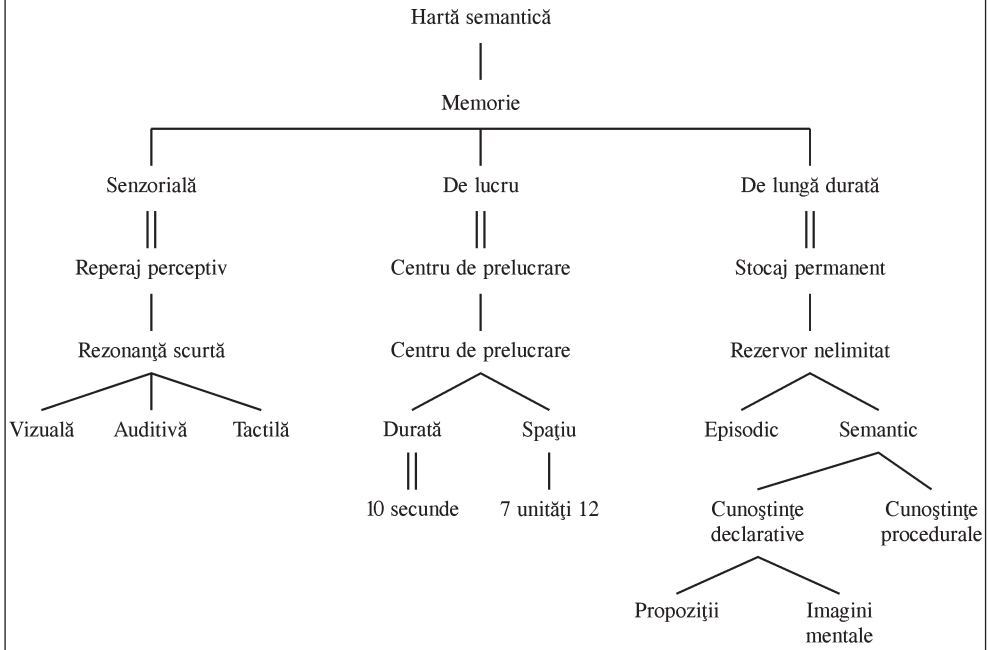 Hartă semantică
Memorie
Senzorială
De lucru
De lungă durată
Reperaj perceptiv
Centru de prelucrare
Stocaj permanent
Rezonanţă scurtă
Centru de prelucrare
Rezervor nelimitat
Vizuală
Auditivă
Tactilă
Durată
Spaţiu
Episodic
Semantic
10 secunde
7 unităţi 12
Cunoştinţe
declarative
Cunoştinţe
procedurale
Propoziţii
Imagini
mentale